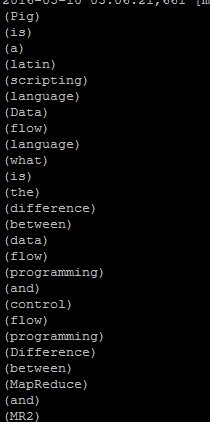 2016-03-10 03:06:21,661 [m
(Pig)
(is)
(a)
(latin)
(scripting)
(language)
(Data)
(flow)
(language)
(what)
(is)
(the)
(difference)
(between)
(data)
(flow)
(programming)
(and)
(control)
(flow)
(programming)
(Difference)
(between)
(MapReduce)
(and)
(MR2)